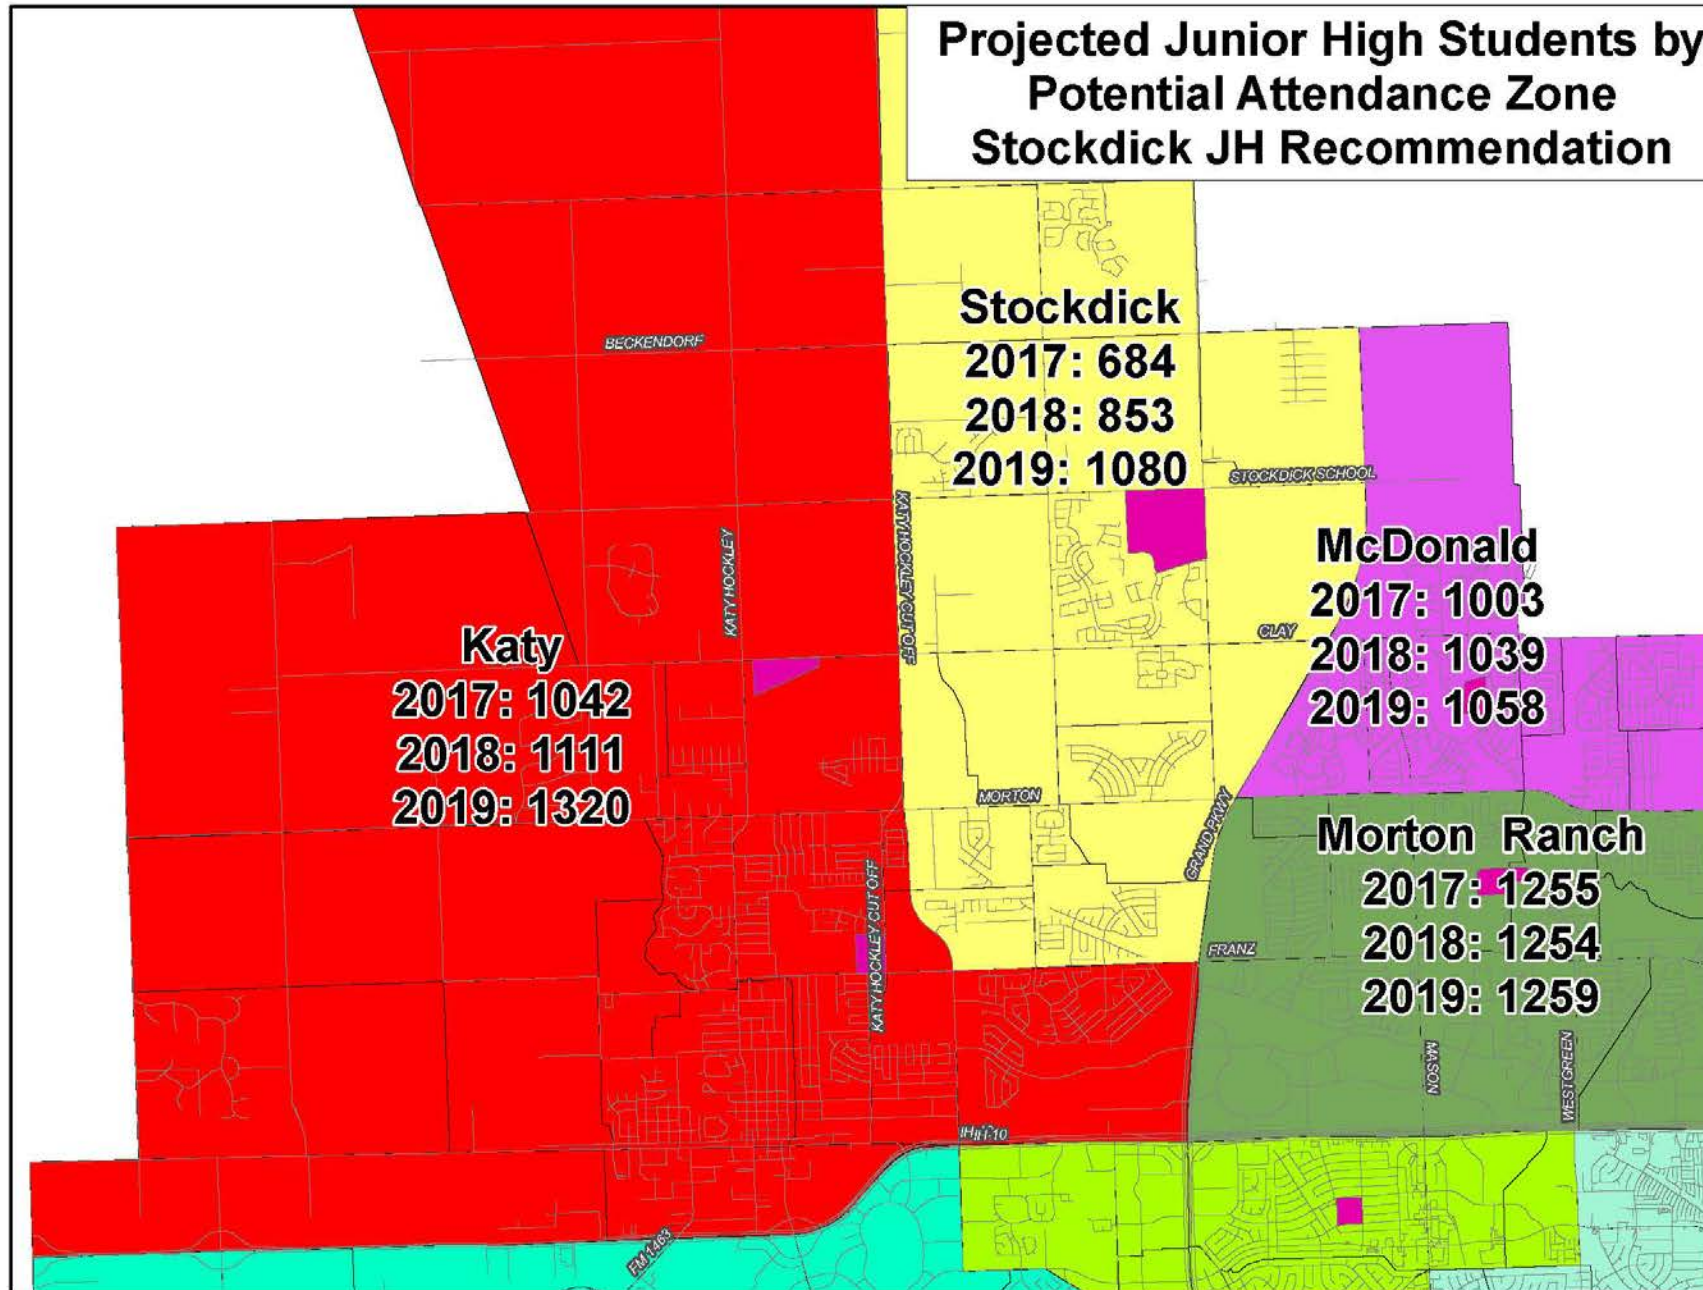 Projected Junior High Students by
Potential Attendance Zone
Stockdick JH Recommendation
BECKENDORF
Stockdick
2017: 684
2018: 853
2019: 1080
STOCKDICK SCHOOL
KATY HOCKLEY
KATY HOCKLEY CUT OFF
McDonald
2017: 1003
2018: 1039
2019: 1058
CLAY
Katy
2017: 1042
2018: 1111
2019: 1320
MORTON
GRAND PKWY
Morton Ranch
2017: 1255
2018: 1254
2019: 1259
KATY HOCKLEY CUT OFF
FRANZ
MASON
WESTGREEN
IH-10
FM 1463